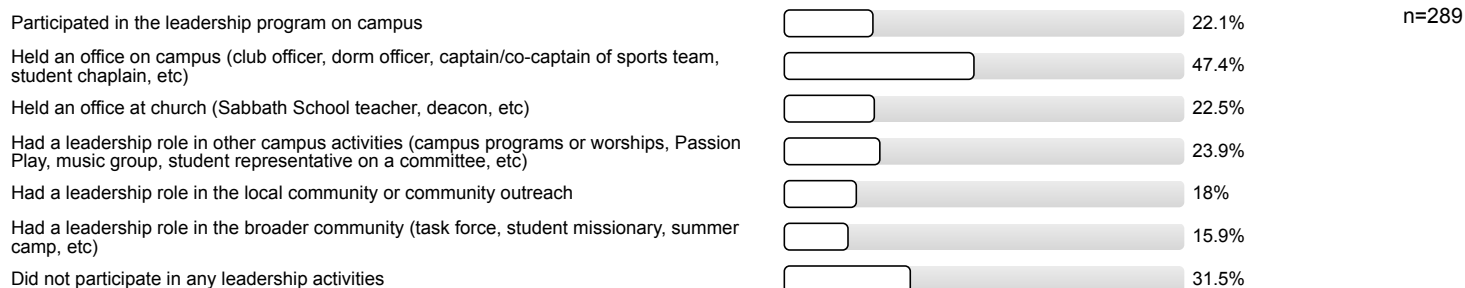 Participated in the leadership program on campus
22.1%
n=289
Held an office on campus (club officer, dorm officer, captain/co-captain of sports team,
student chaplain, etc)
47.4%
Held an office at church (Sabbath School teacher, deacon, etc)
22.5%
Had a leadership role in other campus activities (campus programs or worships, Passion
Play, music group, student representative on a committee, etc)
23.9%
Had a leadership role in the local community or community outreach
18%
Had a leadership role in the broader community (task force, student missionary, summer
camp, etc)
15.9%
Did not participate in any leadership activities
31.5%